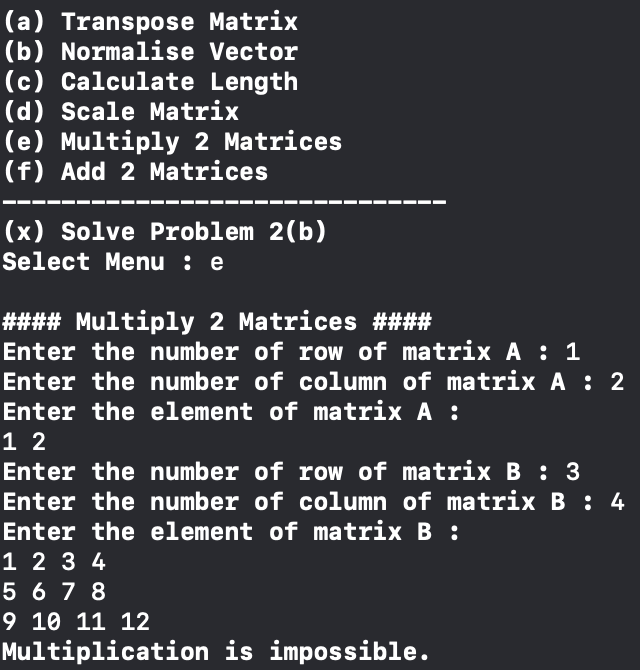 (a) Transpose Matrix
(b) Normalise Vector
(c) Calculate Length
(d) Scale Matrix
(e) Multiply 2 Matrices
(f) Add 2 Matrices
------------------------------
(x) Solve Problem 2(b)
Select Menu : e
#### Multiply 2 Matrices ####
Enter the number of row of matrix A : 1
Enter the number of column of matrix A : 2
Enter the element of matrix A :
1 2
Enter the number of row of matrix B : 3
Enter the number of column of matrix B : 4
Enter the element of matrix B :
1 2 3 4
5 6 7 8
9 10 11 12
Multiplication is impossible.